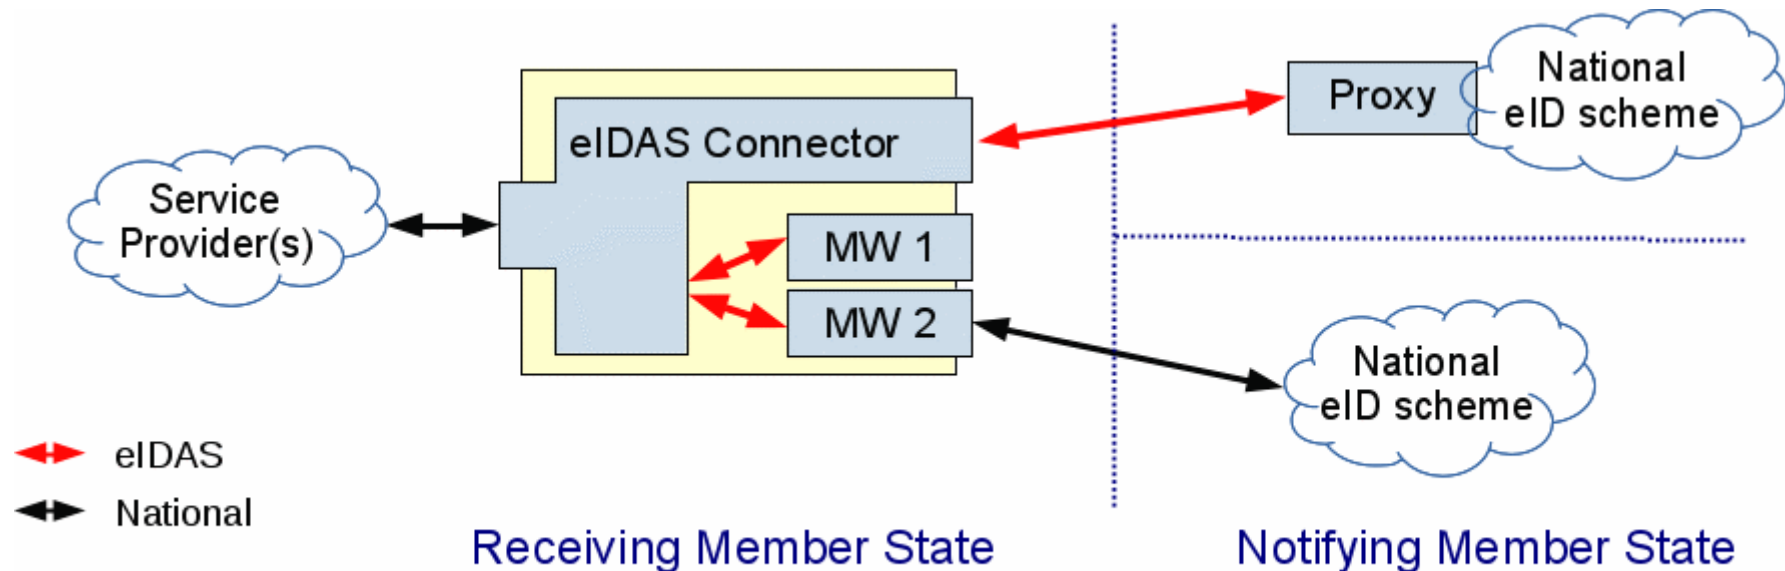 National
eID scheme
Proxy
eIDAS Connector
Service
Provider(s)
MW 1
MW 2
National
eID scheme
eIDAS
National
Receiving Member State
Notifying Member State